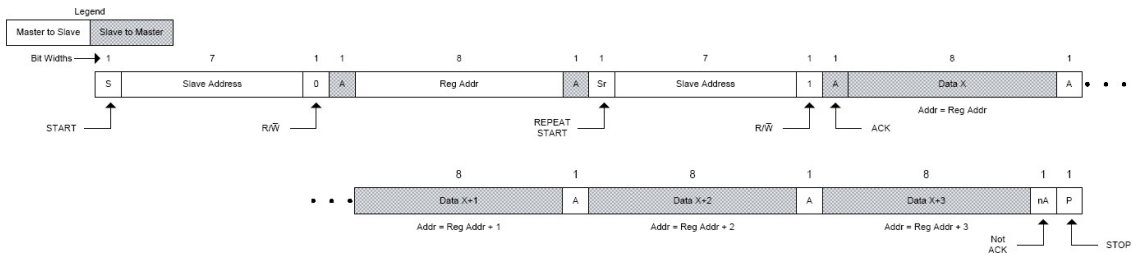 Legend
Master to Slave Slave to Master
Bit Widths 1 7 1 1 8 1 1 7 1 1 8 1
S Slave Address 0 A Reg Addr A Sr Slave Address 1 A Data X A
Addr = Reg Addr
START R/W̅ REPEAT START R/W̅ ACK
8 1 8 1 8 1 1
Data X+1 A Data X+2 A Data X+3 nA P
Addr = Reg Addr + 1 Addr = Reg Addr + 2 Addr = Reg Addr + 3
Not ACK STOP